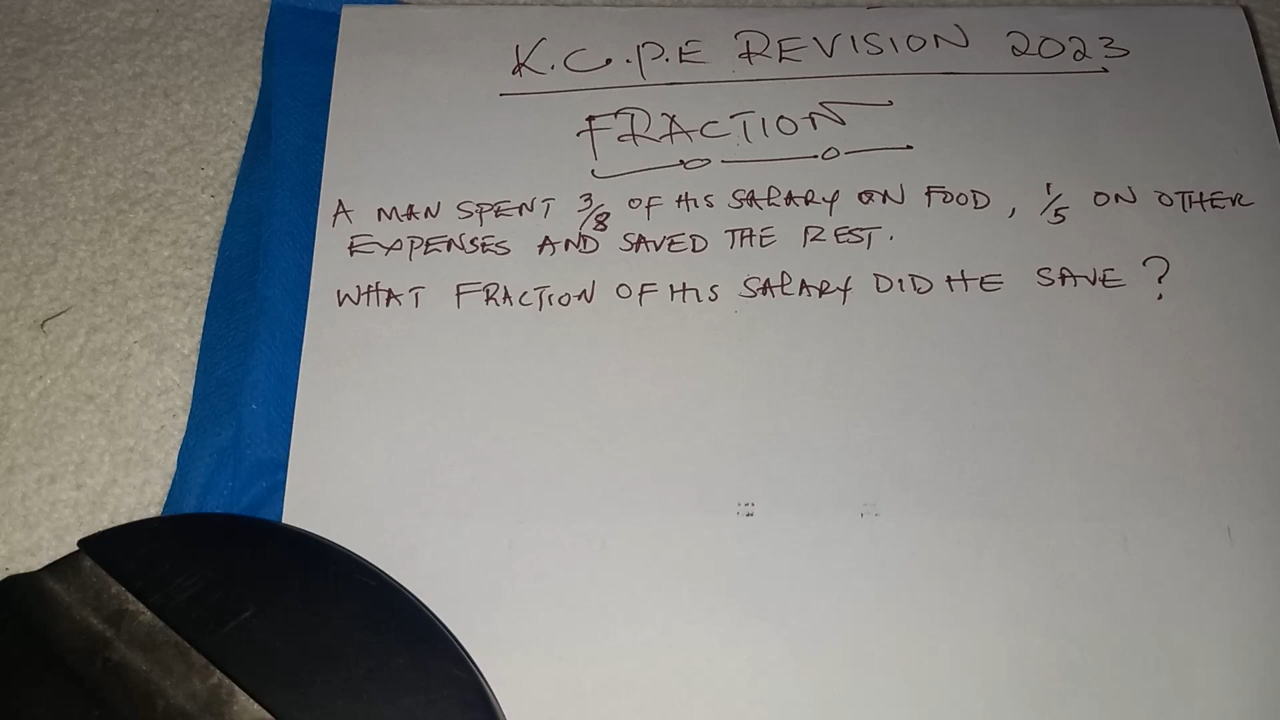 K.C.P.E REVISION 2023
FRACTION
A MAN SPENT 3/8 OF HIS SALARY ON FOOD, 1/5 ON OTHER
EXPENSES AND SAVED THE REST.
WHAT FRACTION OF HIS SALARY DID HE SAVE ?